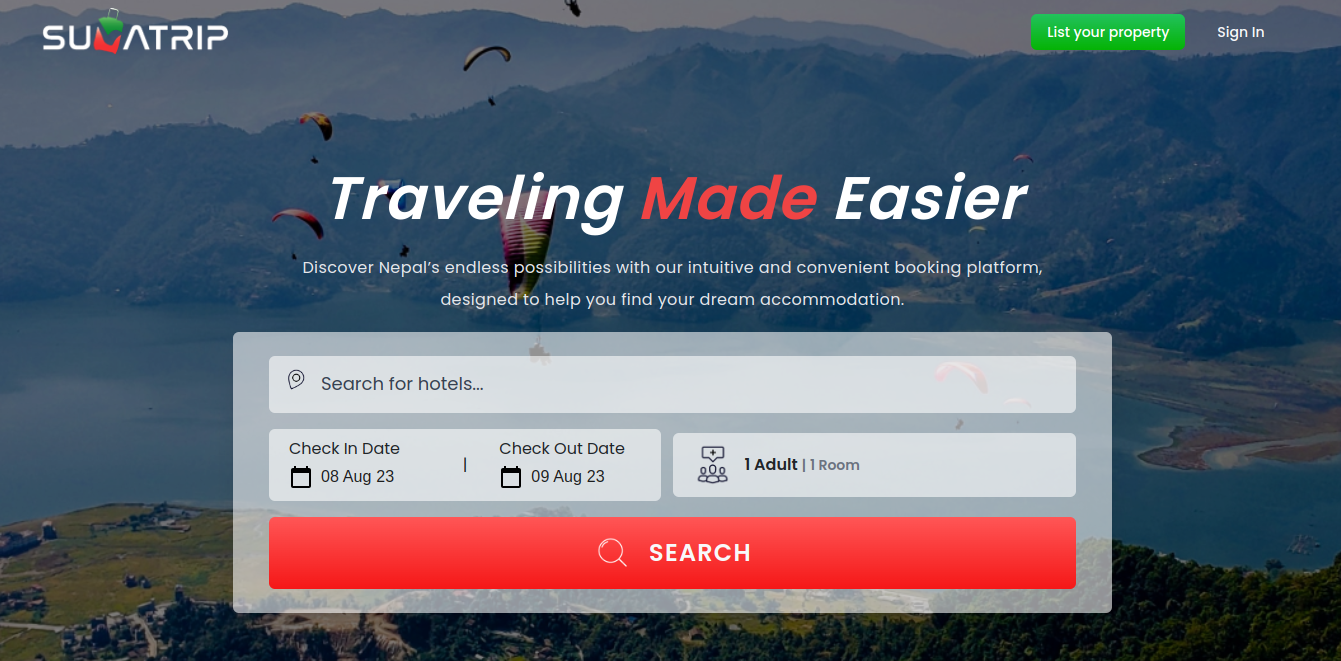 SUVATRIP
List your property
Sign In
Traveling Made Easier
Discover Nepal’s endless possibilities with our intuitive and convenient booking platform,
designed to help you find your dream accommodation.
Search for hotels...
Check In Date
08 Aug 23
|
Check Out Date
09 Aug 23
1 Adult | 1 Room
SEARCH